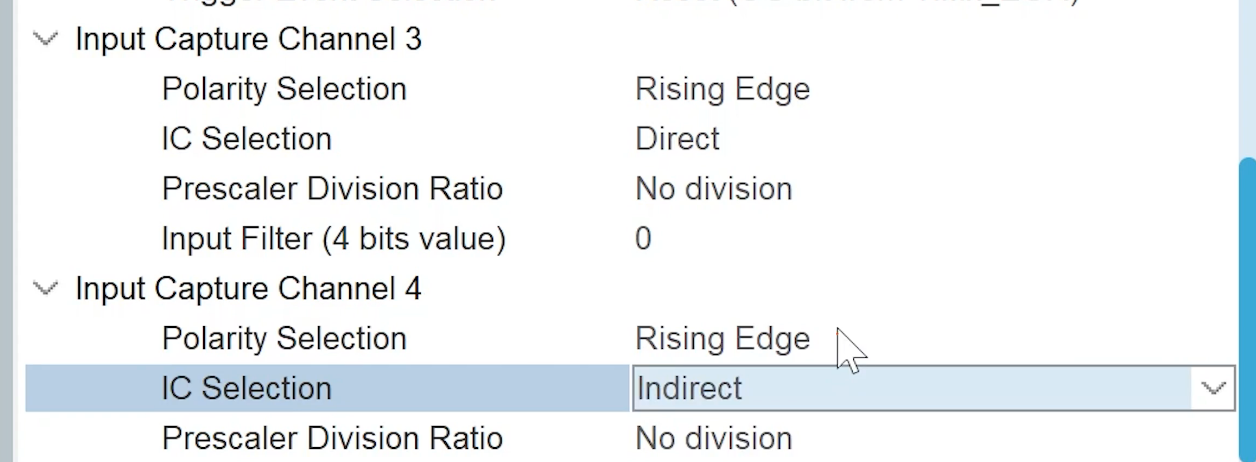 Input Capture Channel 3
Polarity Selection Rising Edge
IC Selection Direct
Prescaler Division Ratio No division
Input Filter (4 bits value) 0
Input Capture Channel 4
Polarity Selection Rising Edge
IC Selection Indirect
Prescaler Division Ratio No division